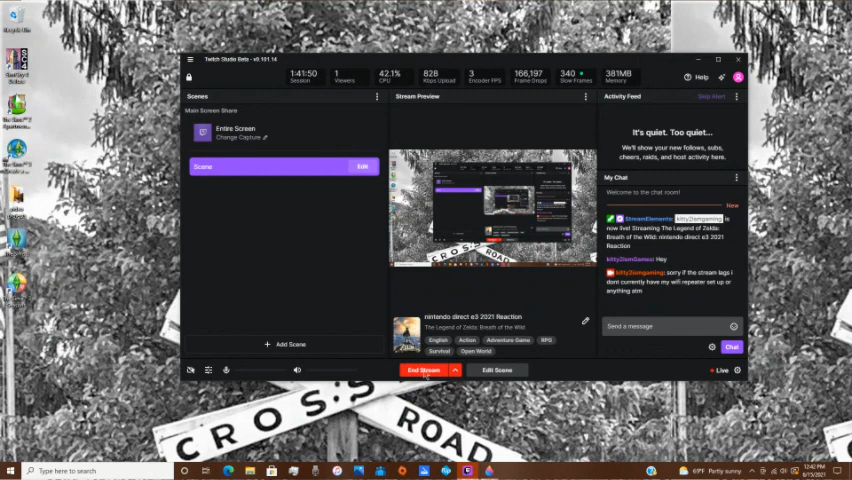 Recycle Bin
Twitch Studio Beta - v0.101.14
1:41:50
Session
1
Viewers
42.1%
CPU
828
Kbps Upload
3
Encoder FPS
166,197
Frame Drops
340
Slow Frames
381MB
Memory
Help
Scenes
Stream Preview
Activity Feed
Skip Alert
Main Screen Share
Entire Screen
Change Capture
Scene
Edit
It's quiet. Too quiet...
We'll show your new follows, subs,
cheers, raids, and host activity here.
My Chat
Welcome to the chat room!
New
StreamElements: kitty2ismgaming is
now live! Streaming The Legend of Zelda:
Breath of the Wild: nintendo direct e3 2021
Reaction
kitty2ismGames: Hey
kitty2ismgaming: sorry if the stream lags i
dont currently have my wifi repeater set up or
anything atm
nintendo direct e3 2021 Reaction
The Legend of Zelda: Breath of the Wild
English
Action
Adventure Game
RPG
Survival
Open World
Send a message
Chat
Add Scene
End Stream
Edit Scene
Live
CROS:S
ROAD
Type here to search
69°F Partly sunny
12:42 PM
6/15/2021